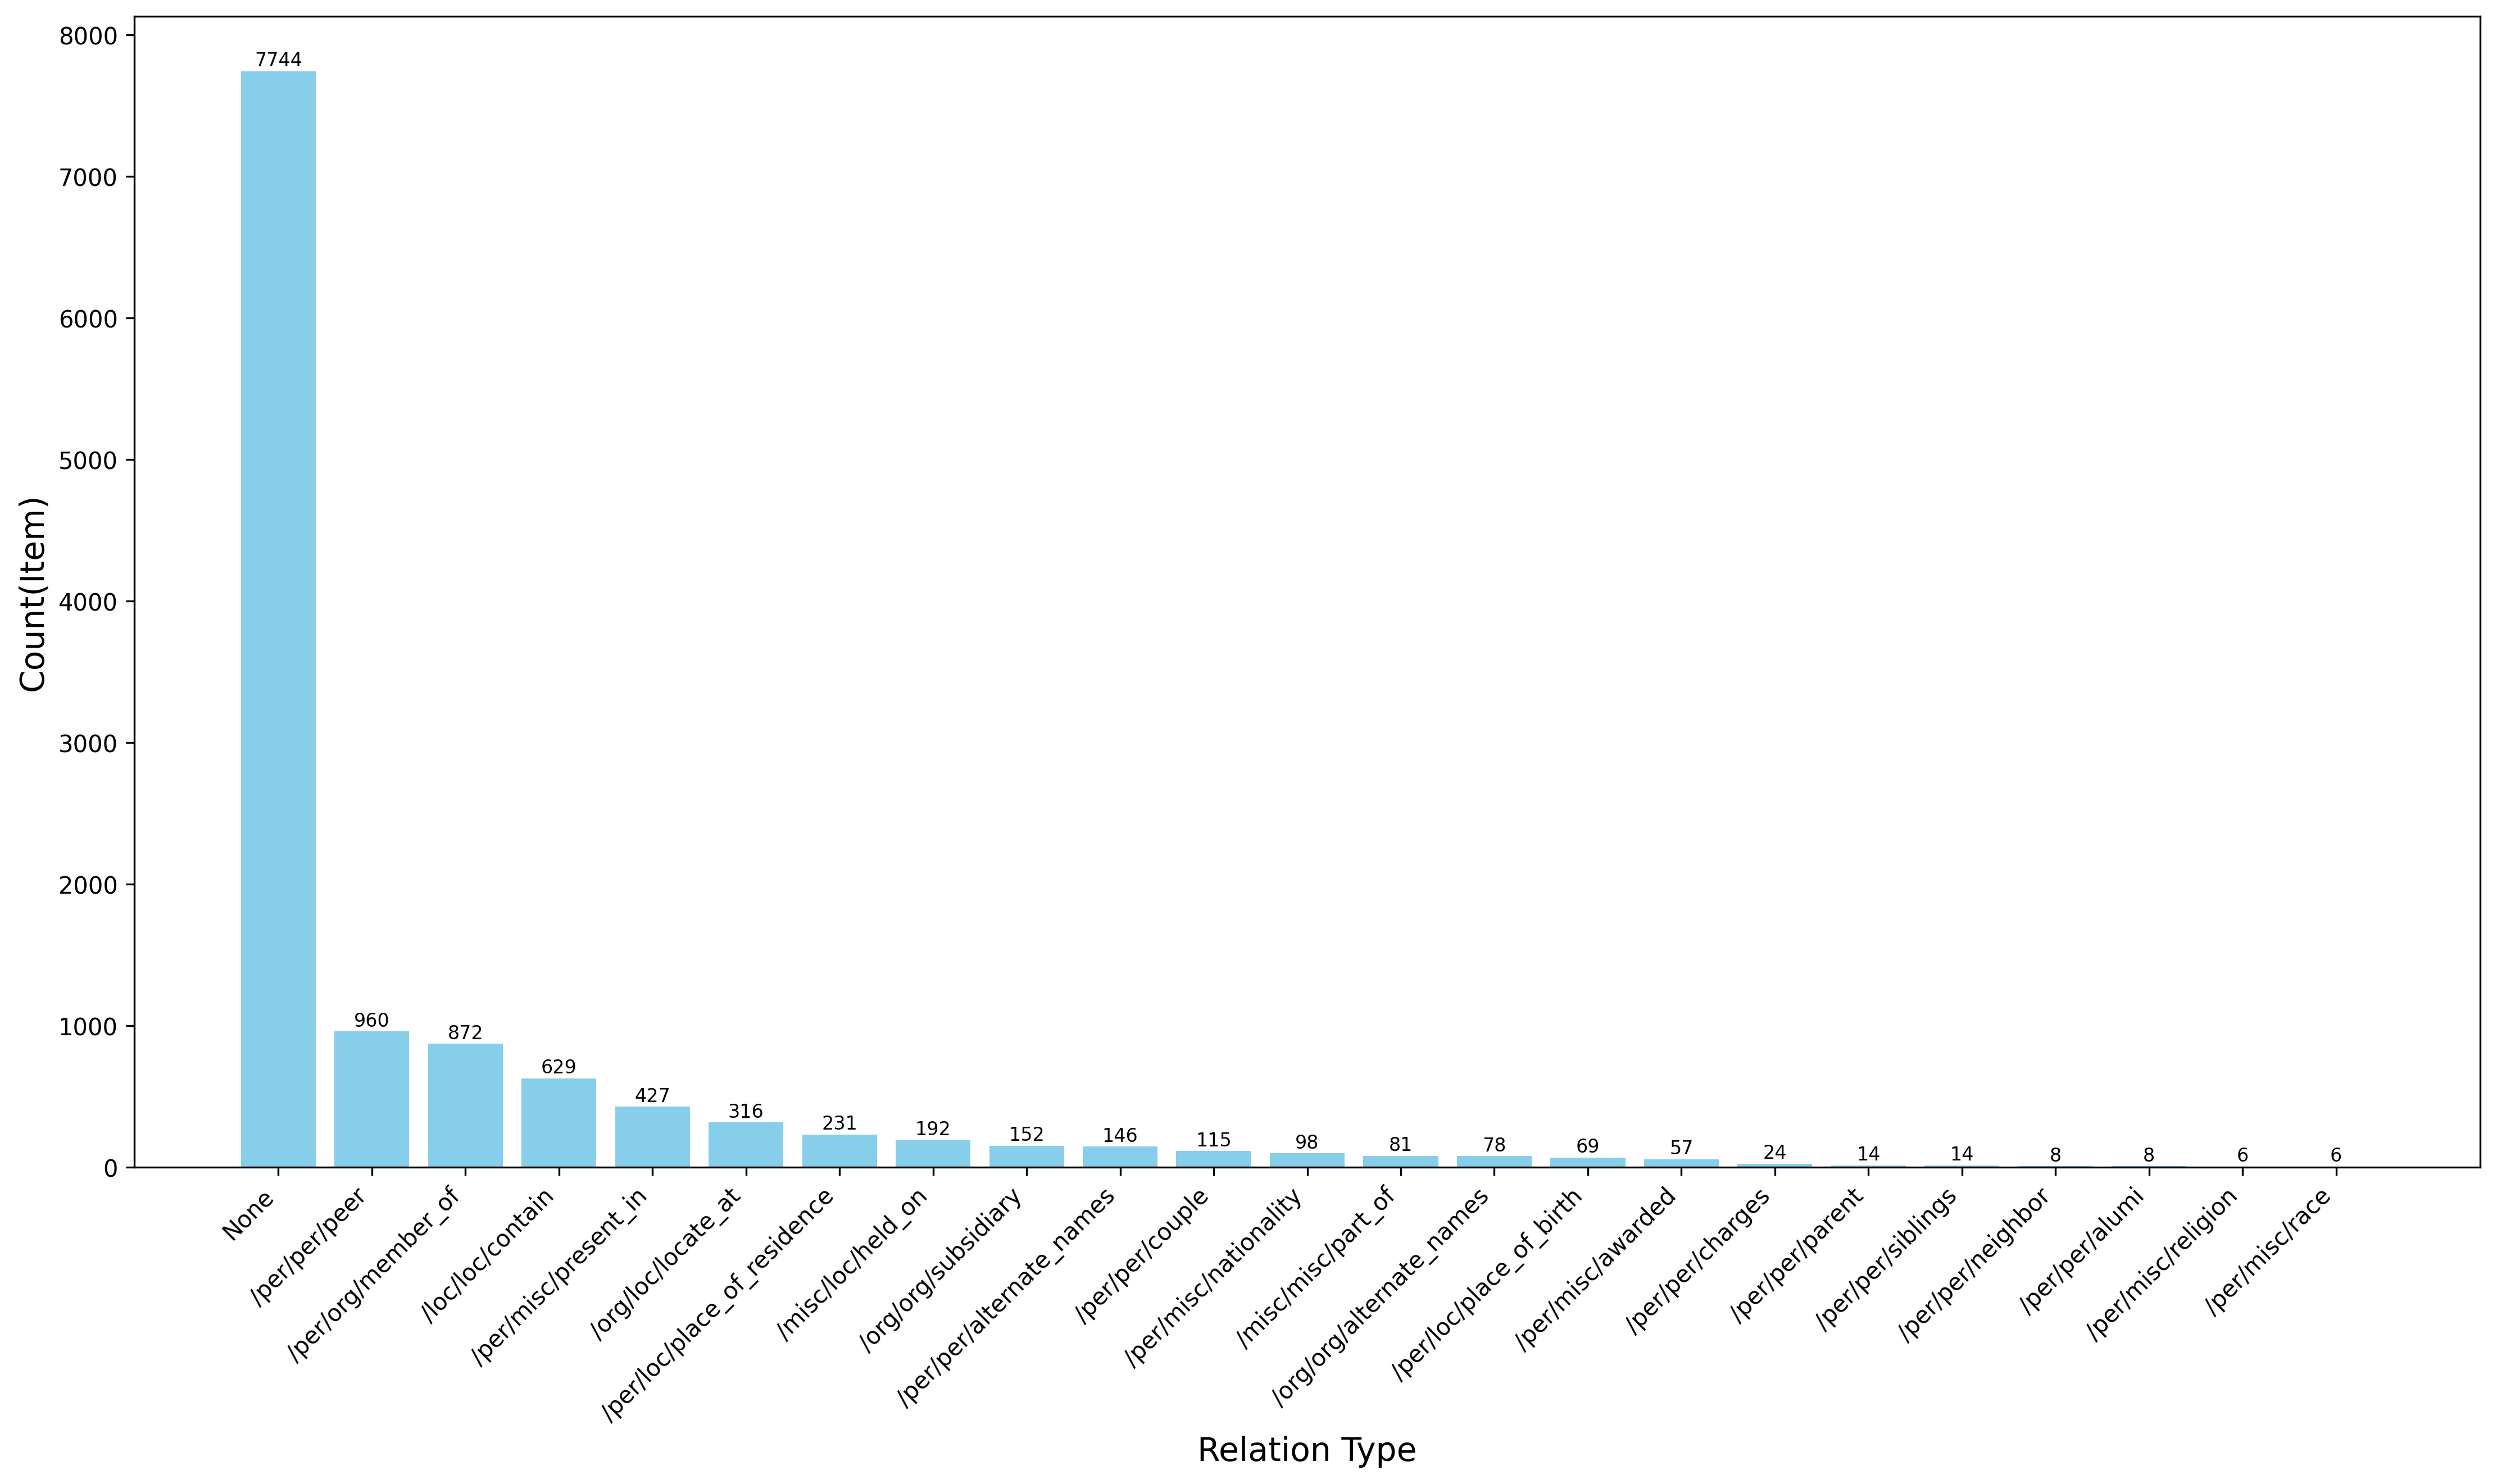 Count(Item)
8000
7000
6000
5000
4000
3000
2000
1000
0
7744
960
872
629
427
316
231
192
152
146
115
98
81
78
69
57
24
14
14
8
8
6
6
None
/per/per/peer
/per/org/member_of
/loc/loc/contain
/per/misc/present_in
/org/loc/locate_at
/per/loc/place_of_residence
/misc/loc/held_on
/org/org/subsidiary
/per/per/alternate_names
/per/per/couple
/per/misc/nationality
/misc/misc/part_of
/org/org/alternate_names
/per/loc/place_of_birth
/per/misc/awarded
/per/per/charges
/per/per/parent
/per/per/siblings
/per/per/neighbor
/per/per/alumi
/per/misc/religion
/per/misc/race
Relation Type